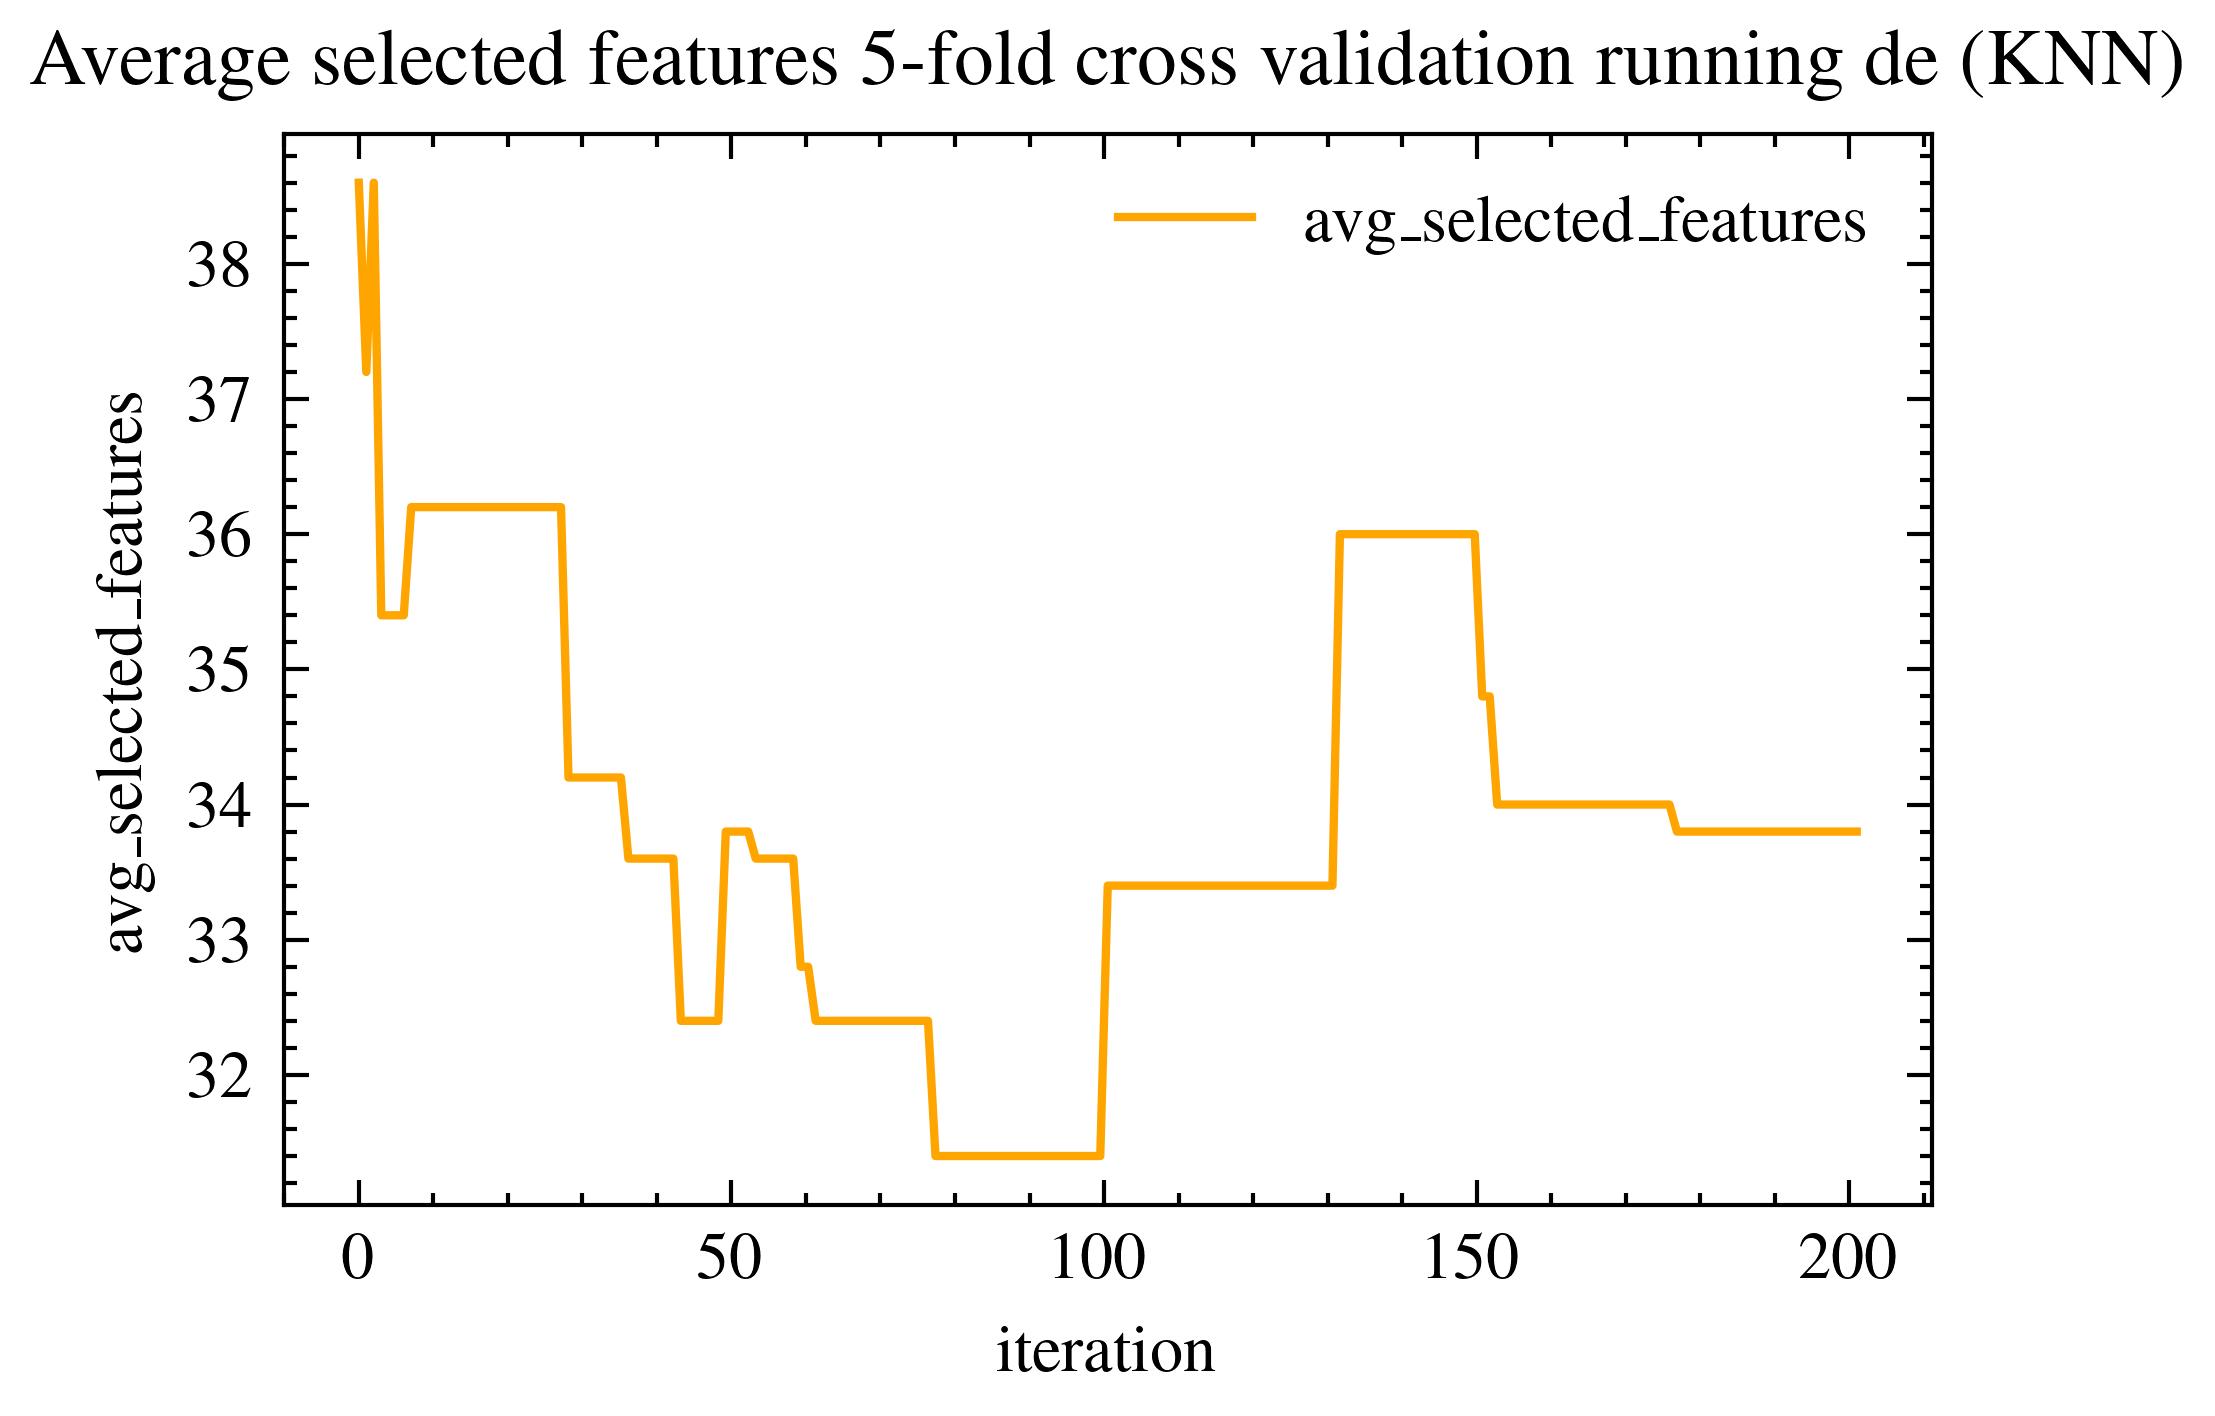 Average selected features 5-fold cross validation running de (KNN)
avg_selected_features
avg_selected_features
38
37
36
35
34
33
32
0 50 100 150 200
iteration